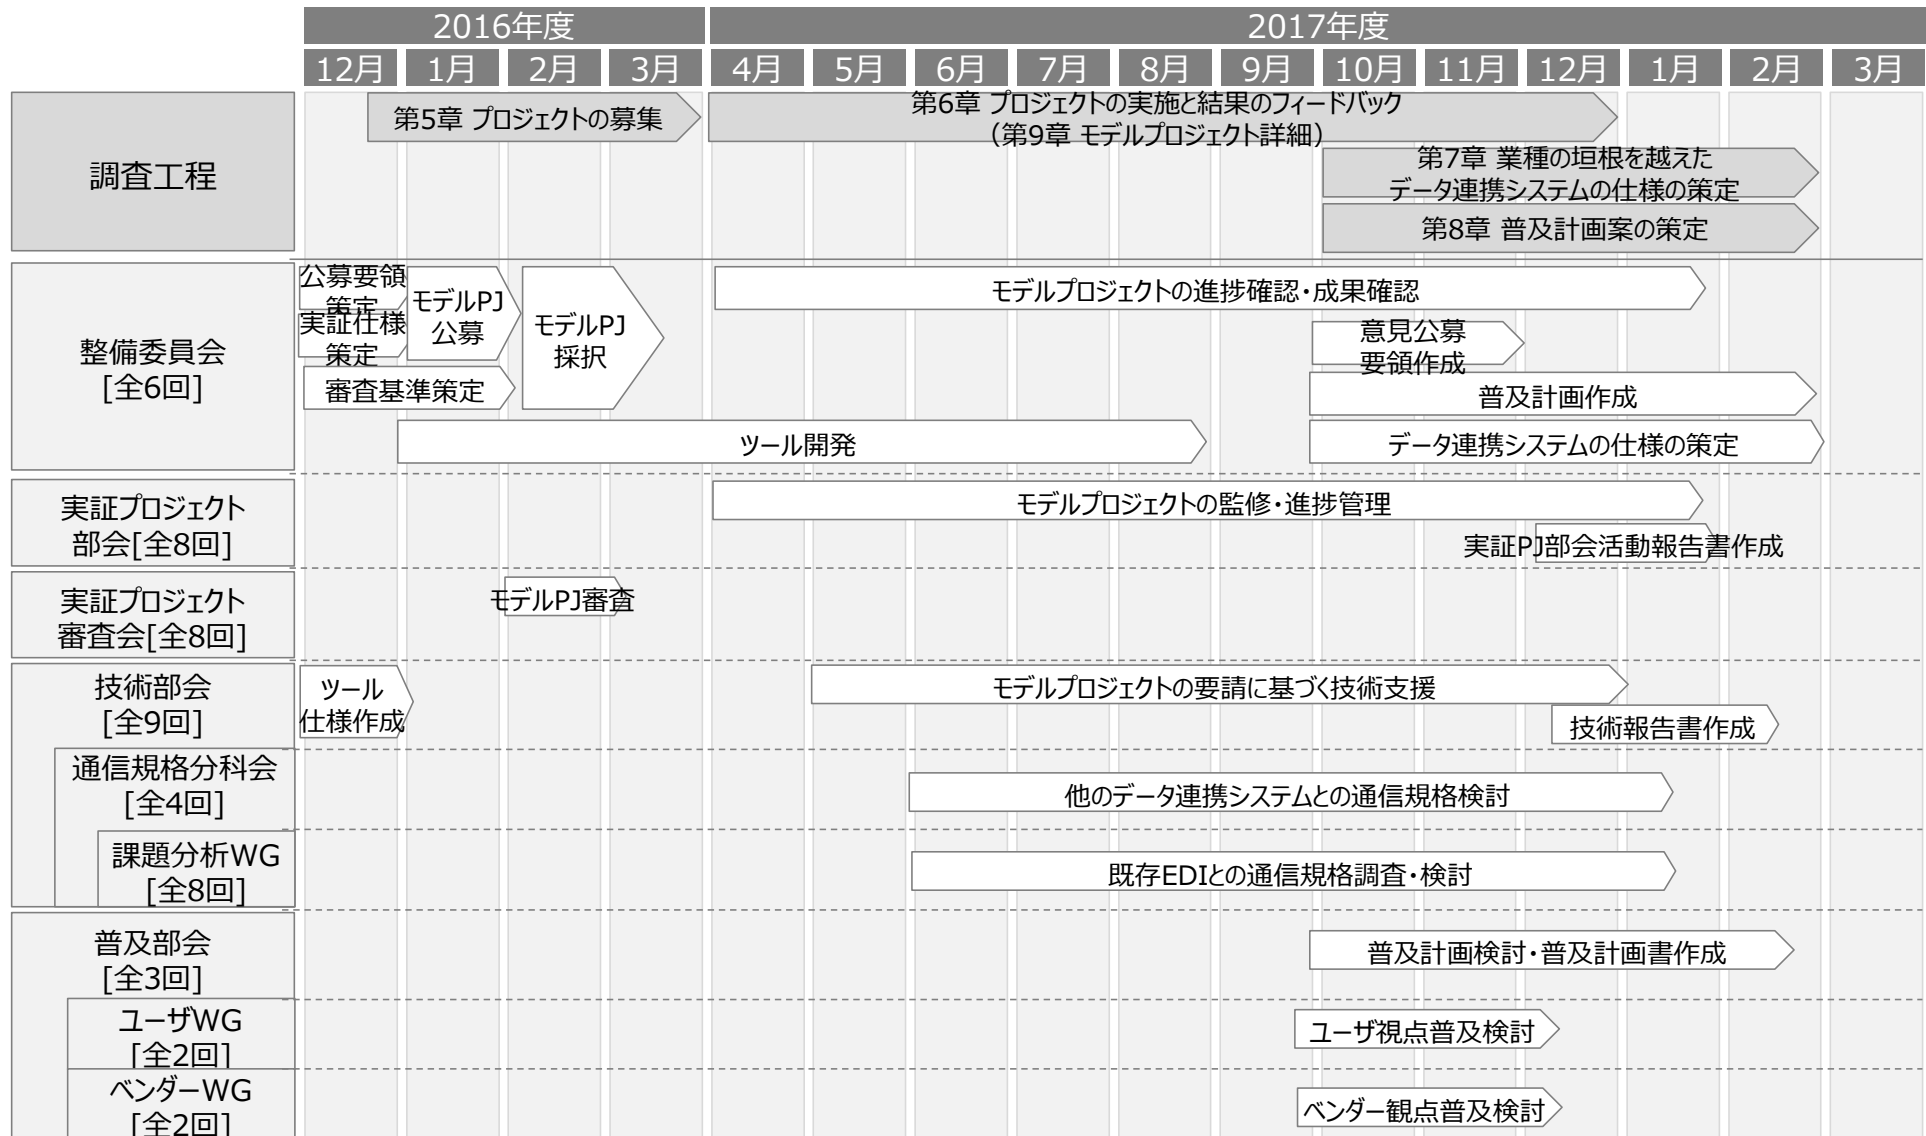 2016年度
2017年度
12月
1月
2月
3月
4月
5月
6月
7月
8月
9月
10月
11月
12月
1月
2月
3月
調査工程
第5章 プロジェクトの募集
第6章 プロジェクトの実施と結果のフィードバック
（第9章 モデルプロジェクト詳細）
第7章 業種の垣根を越えた
データ連携システムの仕様の策定
第8章 普及計画案の策定
整備委員会
[全6回]
公募要領
策定
実証仕様
策定
モデルPJ
公募
モデルPJ
採択
審査基準策定
モデルプロジェクトの進捗確認・成果確認
意見公募
要領作成
普及計画作成
ツール開発
データ連携システムの仕様の策定
実証プロジェクト
部会[全8回]
モデルプロジェクトの監修・進捗管理
実証PJ部会活動報告書作成
実証プロジェクト
審査会[全8回]
モデルPJ審査
技術部会
[全9回]
ツール
仕様作成
モデルプロジェクトの要請に基づく技術支援
技術報告書作成
通信規格分科会
[全4回]
他のデータ連携システムとの通信規格検討
課題分析WG
[全8回]
既存EDIとの通信規格調査・検討
普及部会
[全3回]
普及計画検討・普及計画書作成
ユーザWG
[全2回]
ユーザ視点普及検討
ベンダーWG
[全2回]
ベンダー観点普及検討